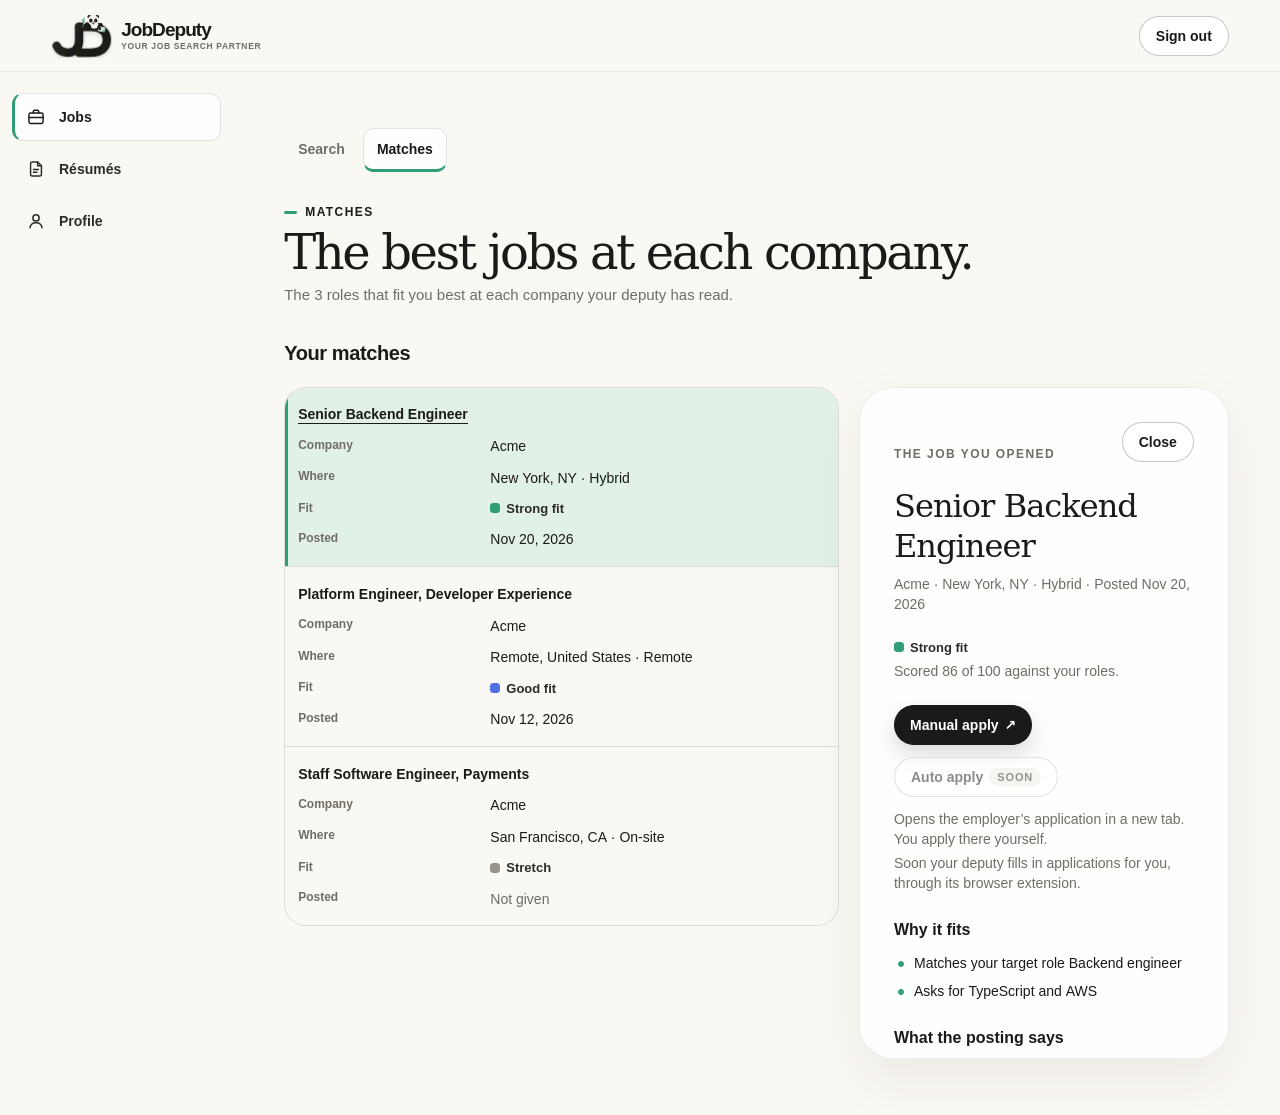 JobDeputy
YOUR JOB SEARCH PARTNER
Sign out
Jobs
Résumés
Profile
Search
Matches
MATCHES
The best jobs at each company.
The 3 roles that fit you best at each company your deputy has read.
Your matches
Senior Backend Engineer
Company Acme
Where New York, NY · Hybrid
Fit Strong fit
Posted Nov 20, 2026
Platform Engineer, Developer Experience
Company Acme
Where Remote, United States · Remote
Fit Good fit
Posted Nov 12, 2026
Staff Software Engineer, Payments
Company Acme
Where San Francisco, CA · On-site
Fit Stretch
Posted Not given
THE JOB YOU OPENED
Close
Senior Backend
Engineer
Acme · New York, NY · Hybrid · Posted Nov 20,
2026
Strong fit
Scored 86 of 100 against your roles.
Manual apply ↗
Auto apply SOON
Opens the employer’s application in a new tab.
You apply there yourself.
Soon your deputy fills in applications for you,
through its browser extension.
Why it fits
• Matches your target role Backend engineer
• Asks for TypeScript and AWS
What the posting says